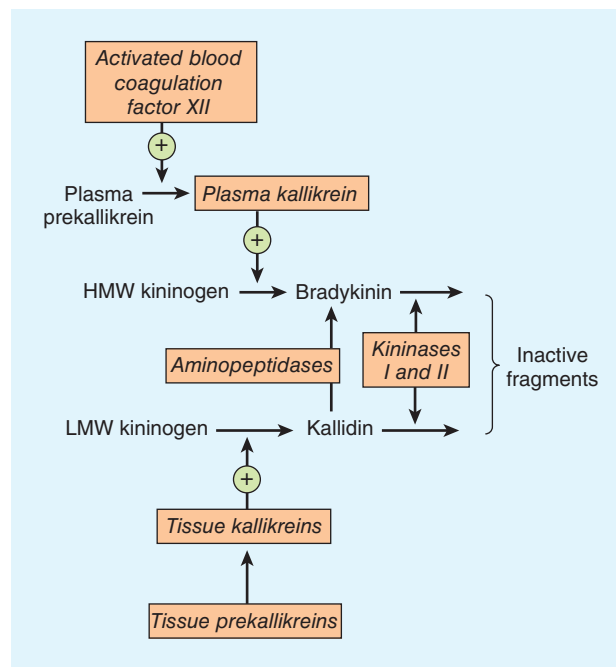 Activated blood
coagulation
factor XII
+
Plasma
prekallikrein
Plasma kallikrein
+
HMW kininogen
Bradykinin
Aminopeptidases
Kininases
I and II
Inactive
fragments
LMW kininogen
Kallidin
+
Tissue kallikreins
Tissue prekallikreins